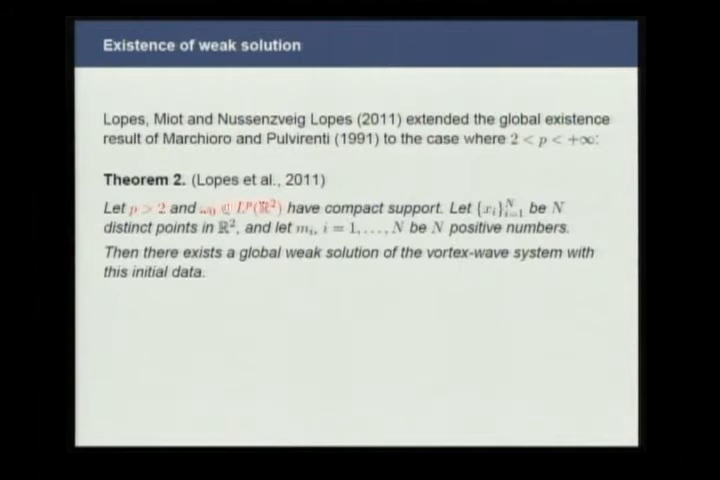 Existence of weak solution
Lopes, Miot and Nussenzveig Lopes (2011) extended the global existence
result of Marchioro and Pulvirenti (1991) to the case where 2 < p < +∞:
Theorem 2. (Lopes et al., 2011)
Let p > 2 and ω₀ ∈ Lᵖ(ℝ²) have compact support. Let {xᵢ}ᵢ₌₁ᴺ be N
distinct points in ℝ², and let mᵢ, i = 1, . . . , N be N positive numbers.
Then there exists a global weak solution of the vortex-wave system with
this initial data.